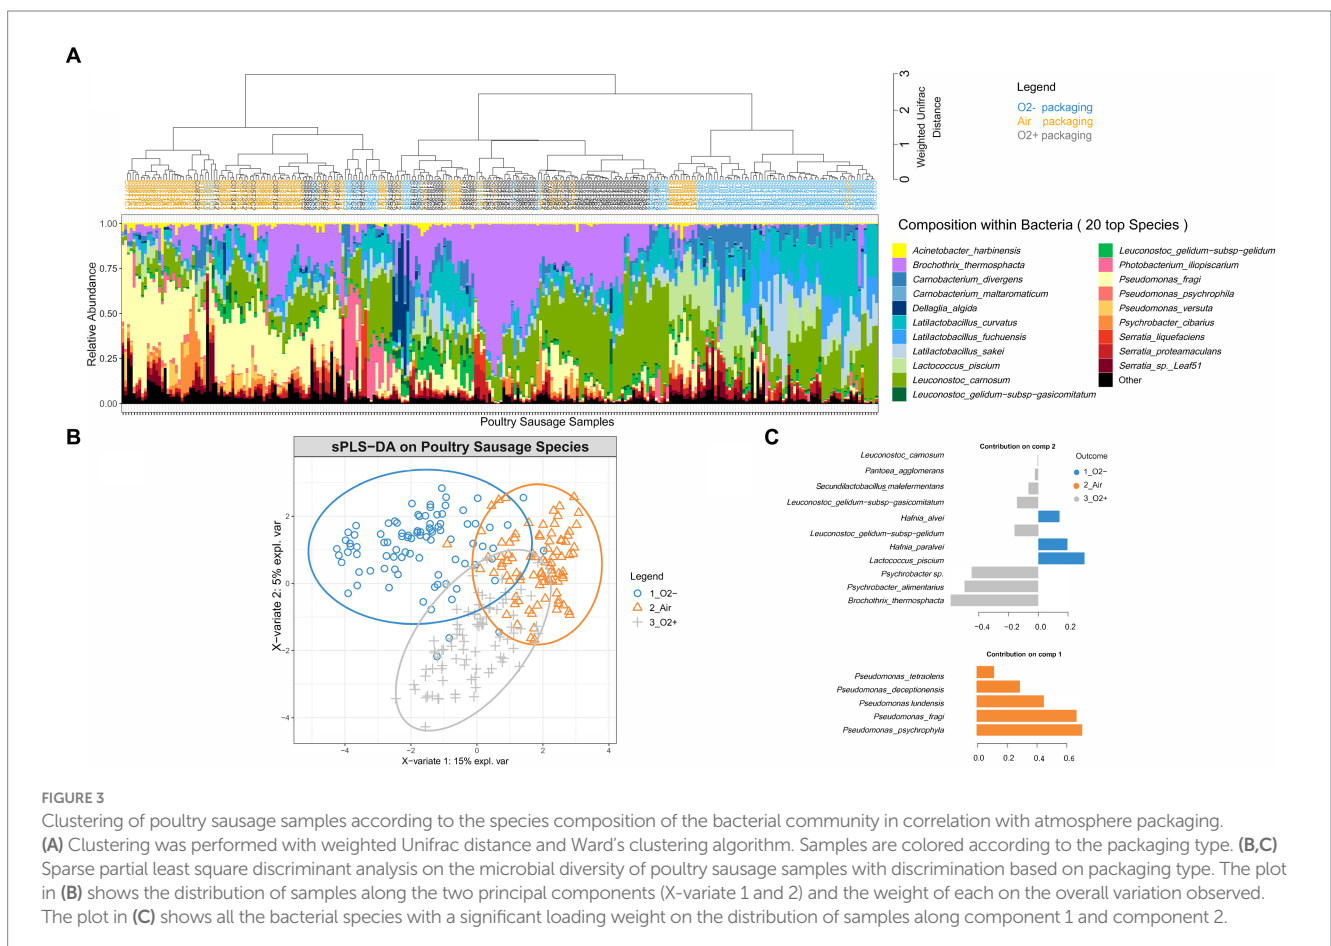 A
3
2
1
0
Weighted Unifrac
Distance
Legend
O2- packaging
Air packaging
O2+ packaging
1.00
0.75
0.50
0.25
0.00
Relative Abundance
Poultry Sausage Samples
Composition within Bacteria ( 20 top Species )
Acinetobacter_harbinensis
Brochothrix_thermosphacta
Carnobacterium_divergens
Carnobacterium_maltaromaticum
Dellaglia_algida
Latilactobacillus_curvatus
Latilactobacillus_fuchuensis
Latilactobacillus_sakei
Lactococcus_piscium
Leuconostoc_carnosum
Leuconostoc_gelidum−subsp−gasicomitatum
Leuconostoc_gelidum−subsp−gelidum
Photobacterium_iliopiscarium
Pseudomonas_fragi
Pseudomonas_psychrophila
Pseudomonas_versuta
Psychrobacter_cibarius
Serratia_liquefaciens
Serratia_proteamaculans
Serratia_sp._Leaf51
Other
B
sPLS−DA on Poultry Sausage Species
2
0
−2
−4
X−variate 2: 5% expl. var
−4
−2
0
2
4
X−variate 1: 15% expl. var
Legend
1_O2−
2_Air
3_O2+
C
Contribution on comp 2
Leuconostoc_carnosum
Pantoea_agglomerans
Secundilactobacillus_malefermentans
Leuconostoc_gelidum-subsp-gasicomitatum
Hafnia_alvei
Leuconostoc_gelidum-subsp-gelidum
Hafnia_paralvei
Lactococcus_piscium
Psychrobacter sp.
Psychrobacter_alimentarius
Brochothrix_thermosphacta
−0.4
−0.2
0.0
0.2
Outcome
1_O2−
2_Air
3_O2+
Contribution on comp 1
Pseudomonas_tetraolens
Pseudomonas_deceptionensis
Pseudomonas lundensis
Pseudomonas_fragi
Pseudomonas_psychrophyla
0.0
0.2
0.4
0.6
FIGURE 3
Clustering of poultry sausage samples according to the species composition of the bacterial community in correlation with atmosphere packaging.
(A) Clustering was performed with weighted Unifrac distance and Ward's clustering algorithm. Samples are colored according to the packaging type. (B,C)
Sparse partial least square discriminant analysis on the microbial diversity of poultry sausage samples with discrimination based on packaging type. The plot
in (B) shows the distribution of samples along the two principal components (X-variate 1 and 2) and the weight of each on the overall variation observed.
The plot in (C) shows all the bacterial species with a significant loading weight on the distribution of samples along component 1 and component 2.